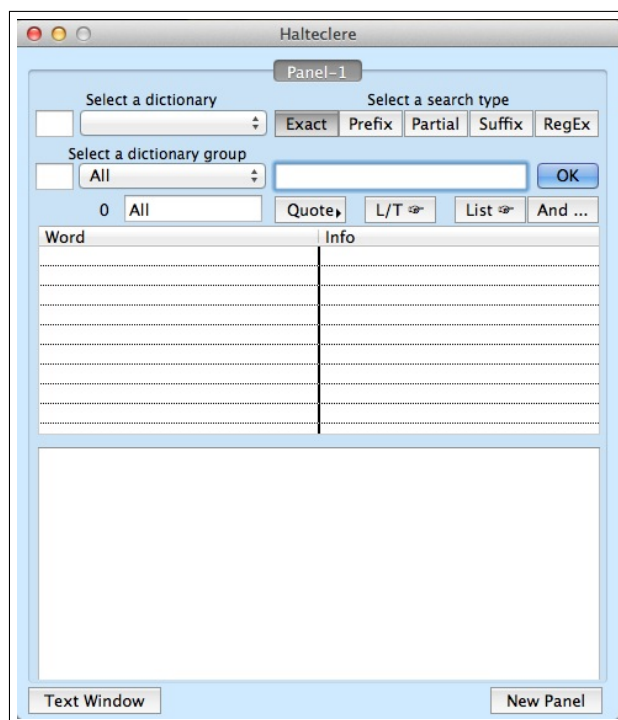 Halteclere
Panel-1
Select a dictionary Select a search type
Exact Prefix Partial Suffix RegEx
Select a dictionary group
All OK
0 All Quote▸ L/T ☞ List ☞ And ...
Word Info
Text Window New Panel